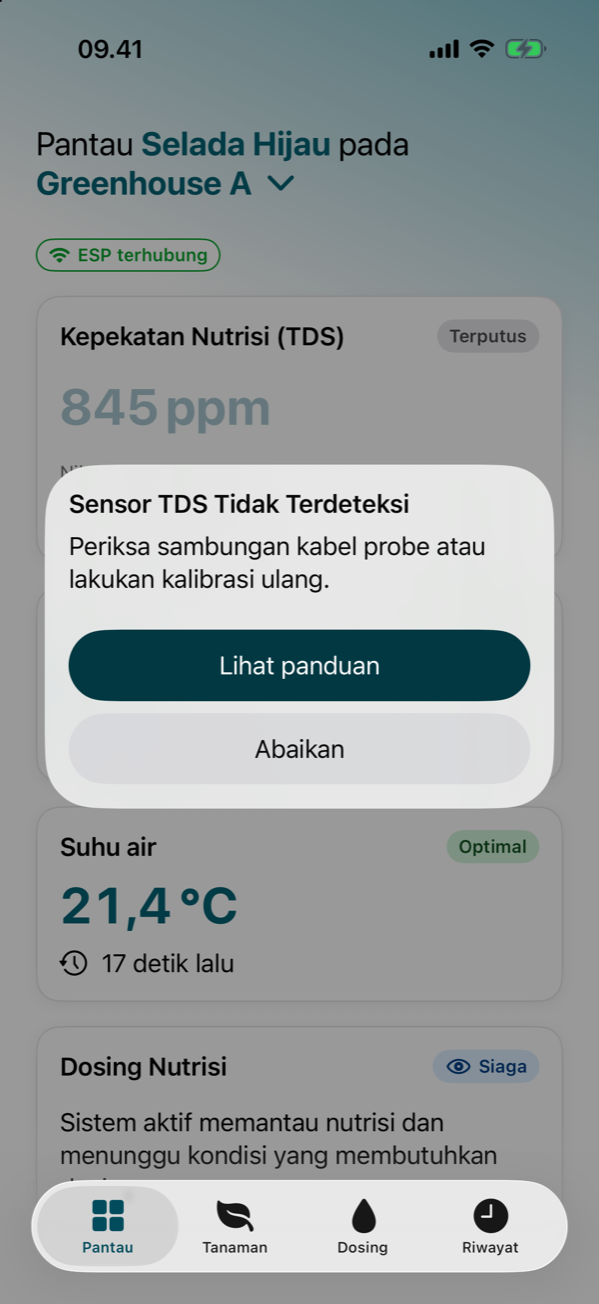 09.41
Pantau Selada Hijau pada
Greenhouse A
ESP terhubung
Kepekatan Nutrisi (TDS)
Terputus
845 ppm
Sensor TDS Tidak Terdeteksi
Periksa sambungan kabel probe atau
lakukan kalibrasi ulang.
Lihat panduan
Abaikan
Suhu air
Optimal
21,4 °C
17 detik lalu
Dosing Nutrisi
Siaga
Sistem aktif memantau nutrisi dan
menunggu kondisi yang membutuhkan
Pantau
Tanaman
Dosing
Riwayat